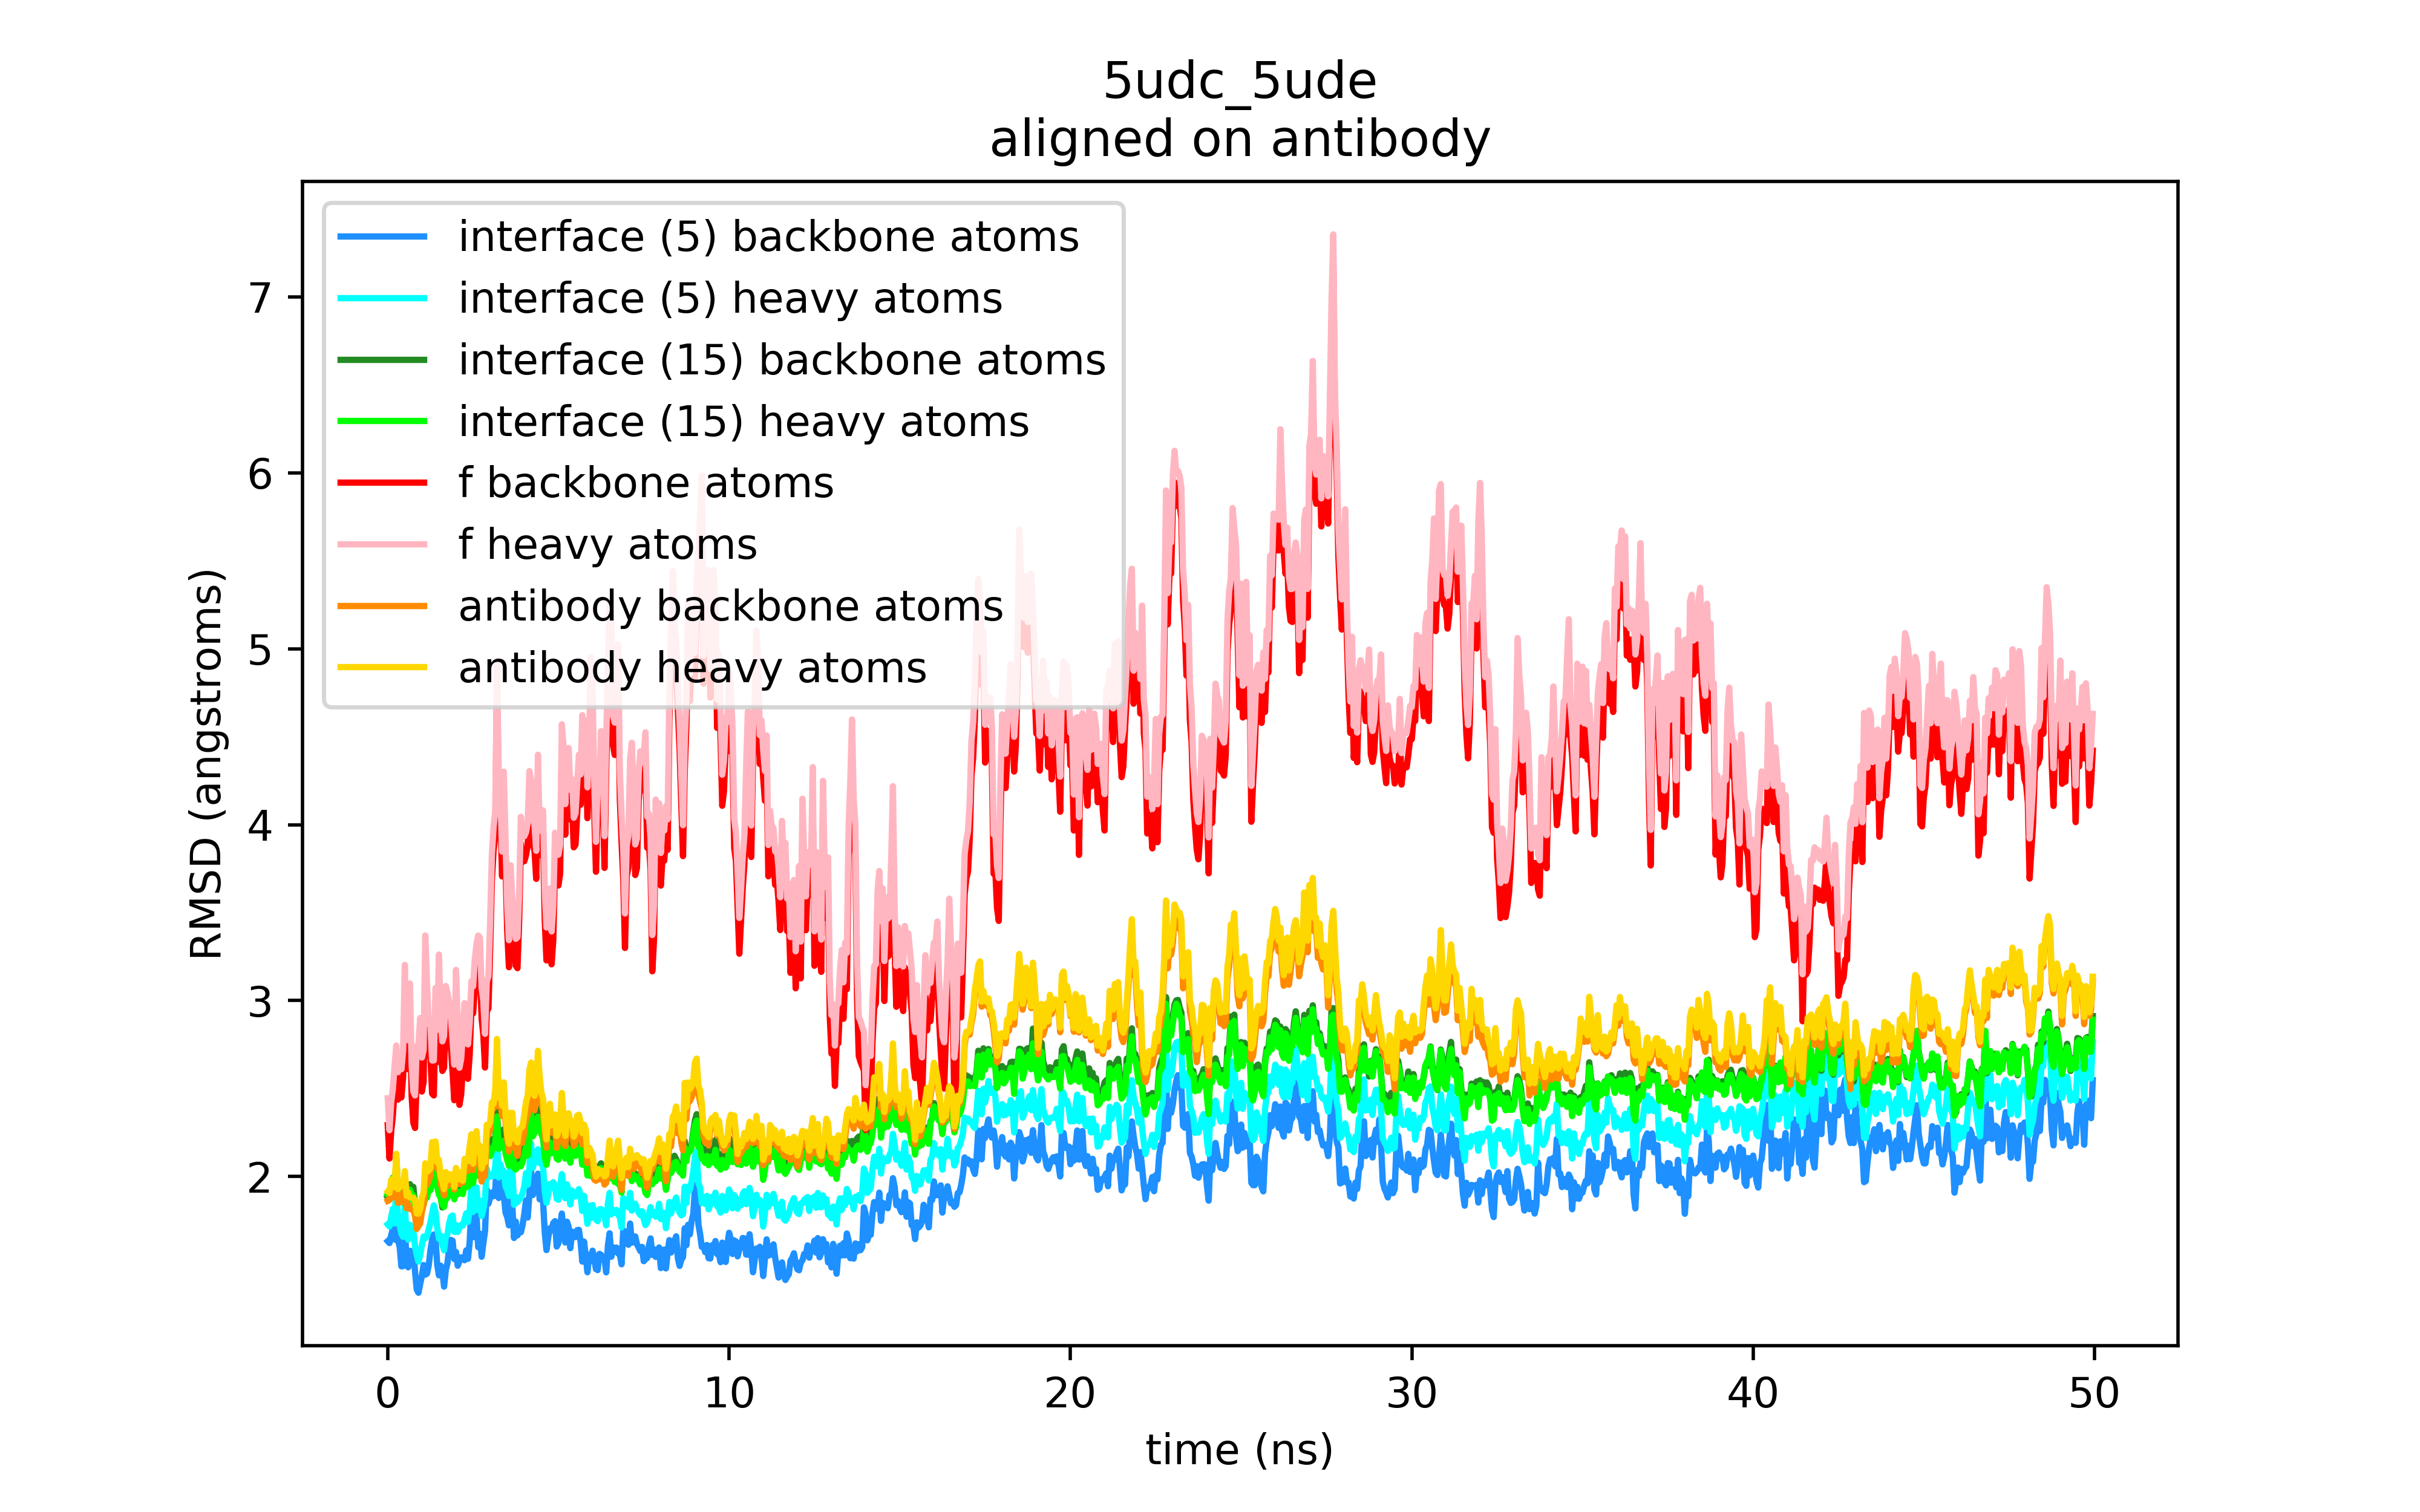 5udc_5ude
aligned on antibody
interface (5) backbone atoms
interface (5) heavy atoms
interface (15) backbone atoms
interface (15) heavy atoms
f backbone atoms
f heavy atoms
antibody backbone atoms
antibody heavy atoms
RMSD (angstroms)
7
6
5
4
3
2
0 10 20 30 40 50
time (ns)